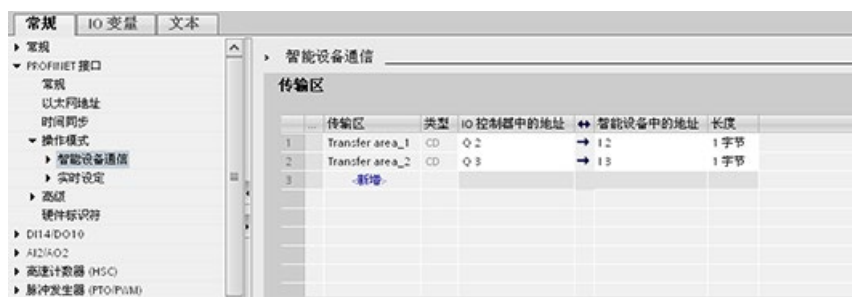 常规 IO 变量 文本
常规
PROFINET 接口
常规
以太网地址
时间同步
操作模式
智能设备通信
实时设定
高级
硬件标识符
DI14/DO10
AI2/AO2
高速计数器 (HSC)
脉冲发生器 (PTO/PWM)
智能设备通信
传输区
... 传输区 类型 IO 控制器中的地址 ↔ 智能设备中的地址 长度
1 Transfer area_1 CD Q 2 → I 2 1 字节
2 Transfer area_2 CD Q 3 → I 3 1 字节
3 <新增>